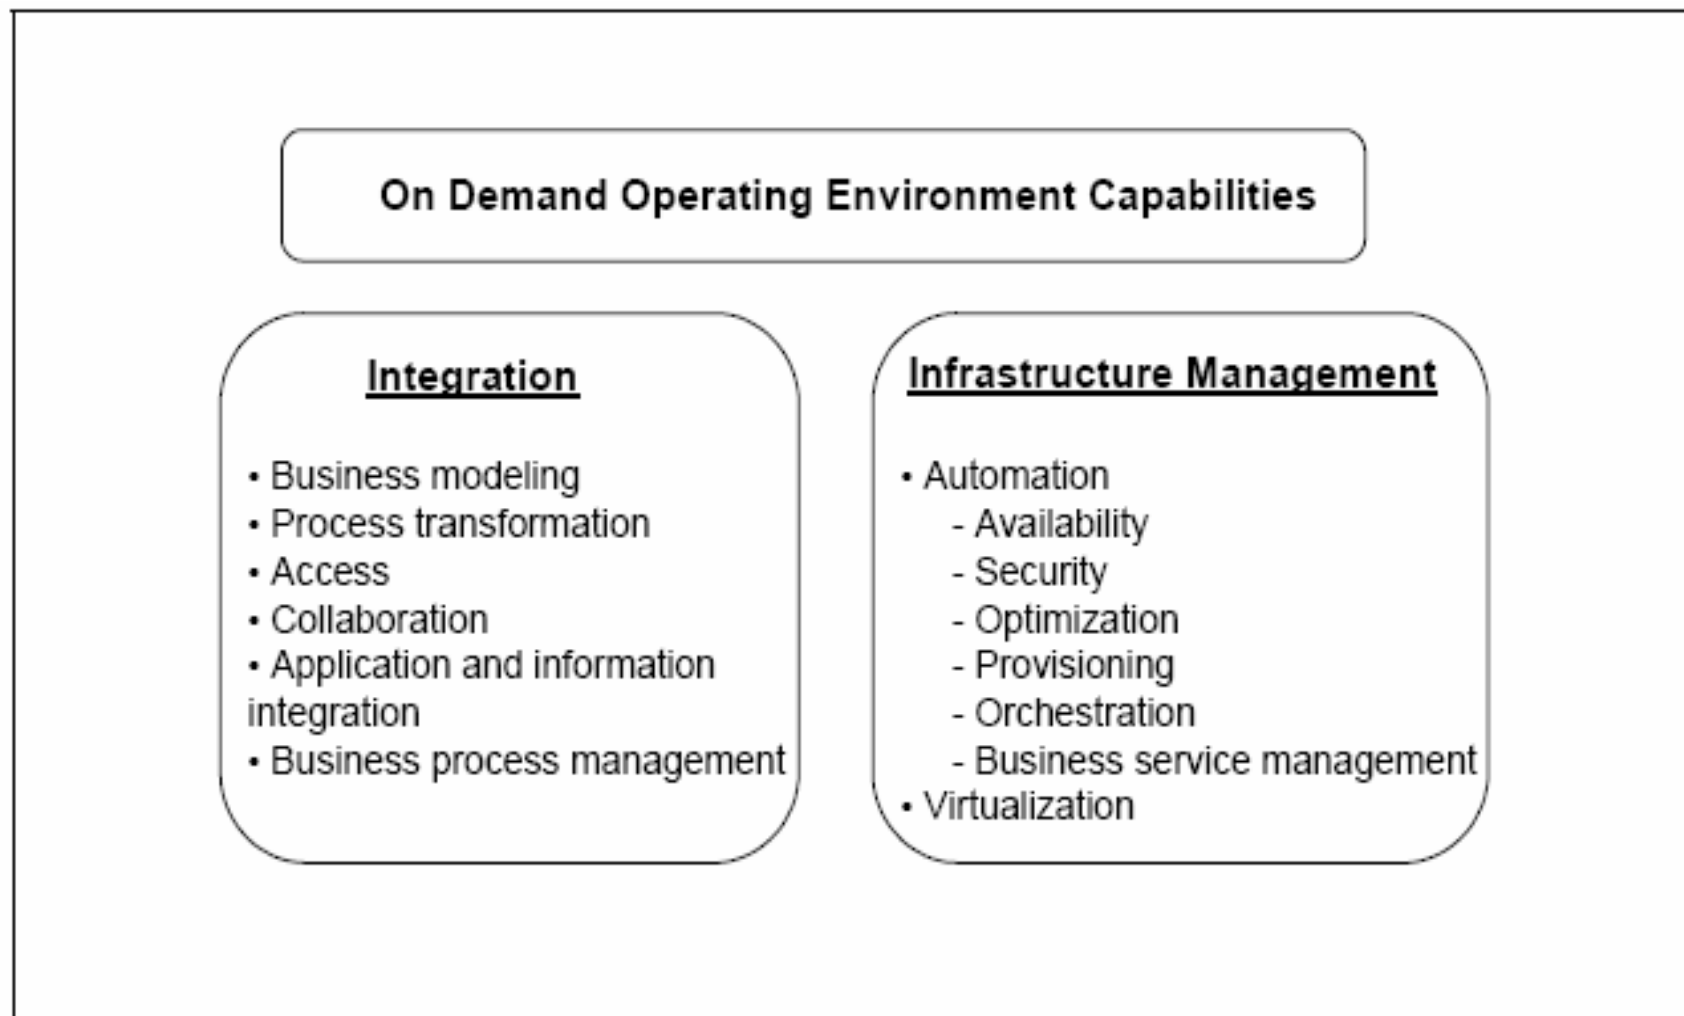 On Demand Operating Environment Capabilities
Integration
• Business modeling
• Process transformation
• Access
• Collaboration
• Application and information
integration
• Business process management
Infrastructure Management
• Automation
- Availability
- Security
- Optimization
- Provisioning
- Orchestration
- Business service management
• Virtualization